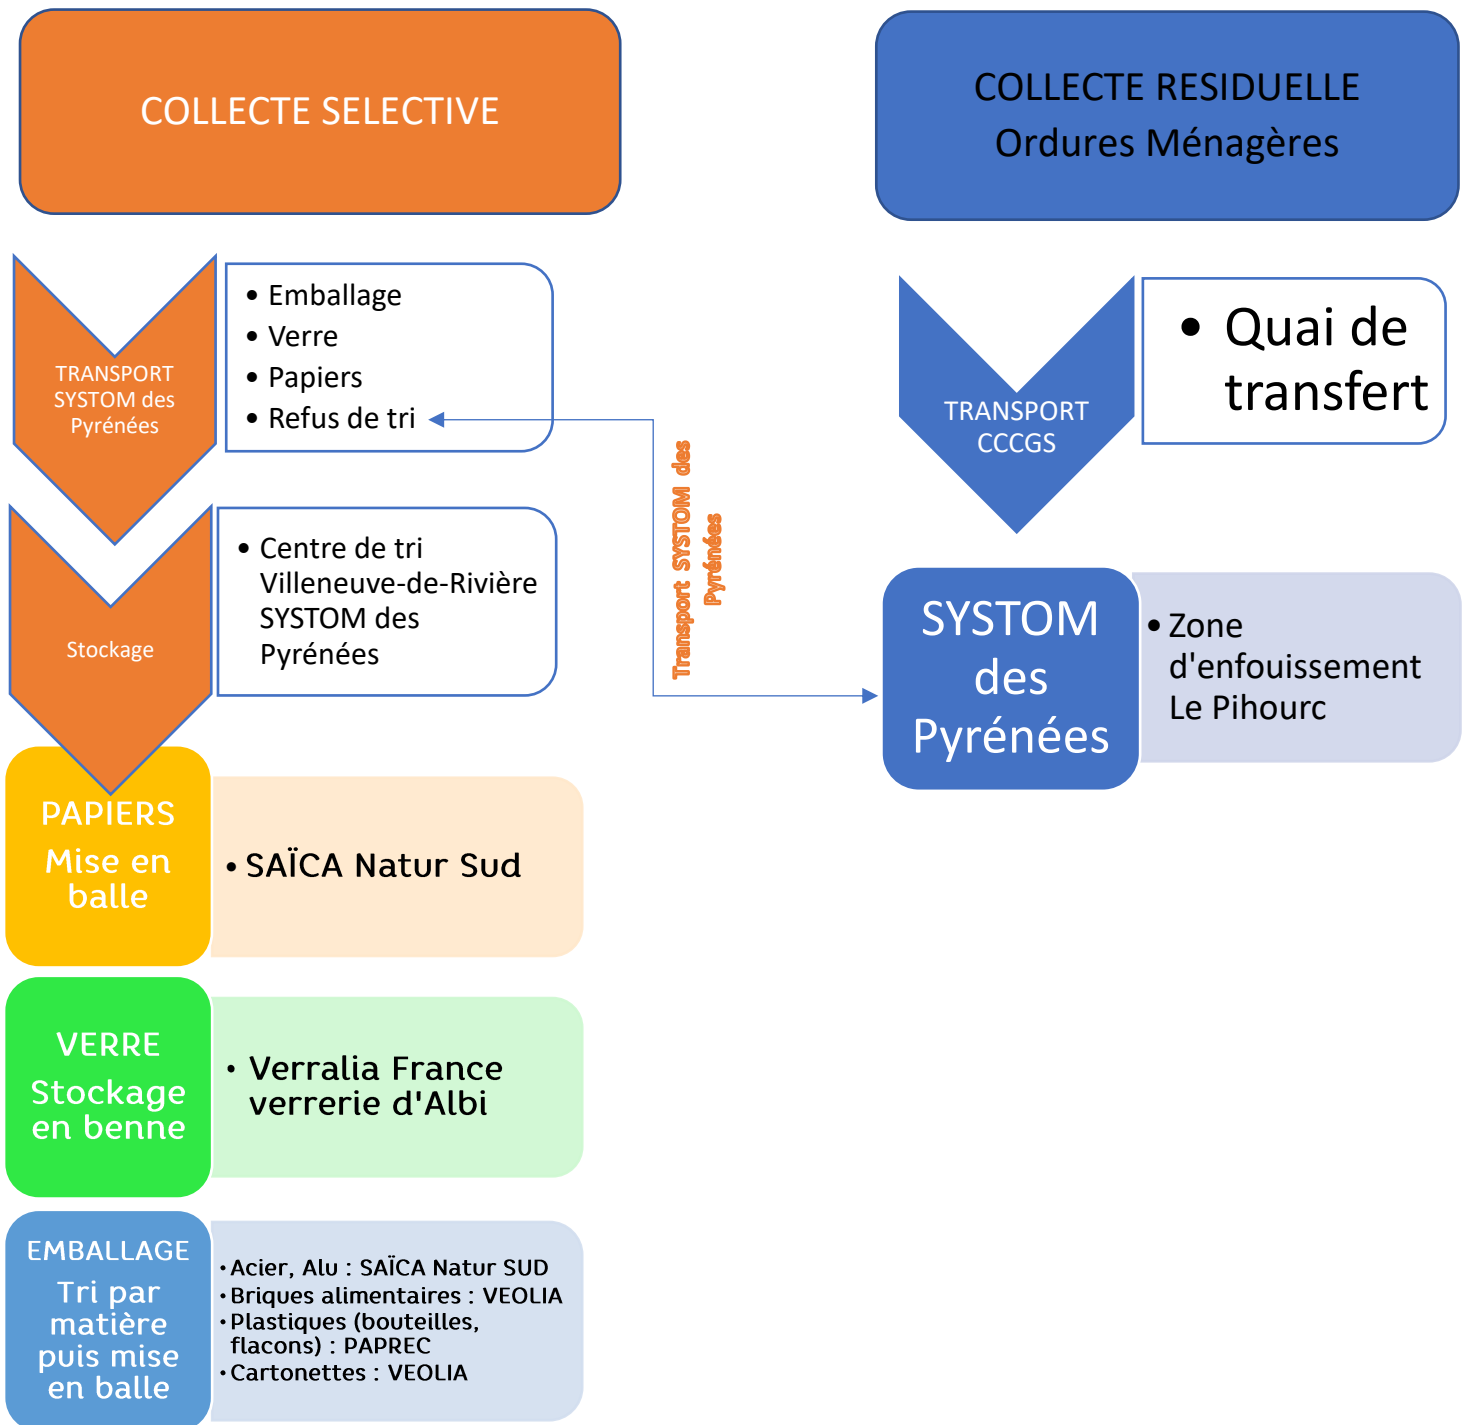 COLLECTE SELECTIVE
TRANSPORT
SYSTOM des
Pyrénées
• Emballage
• Verre
• Papiers
• Refus de tri
Stockage
• Centre de tri
Villeneuve-de-Rivière
SYSTOM des
Pyrénées
PAPIERS
Mise en
balle
• SAÏCA Natur Sud
VERRE
Stockage
en benne
• Verralia France
verrerie d'Albi
EMBALLAGE
Tri par
matière
puis mise
en balle
• Acier, Alu : SAÏCA Natur SUD
• Briques alimentaires : VEOLIA
• Plastiques (bouteilles,
flacons) : PAPREC
• Cartonettes : VEOLIA
Transport SYSTOM des
Pyrénées
COLLECTE RESIDUELLE
Ordures Ménagères
TRANSPORT
CCCGS
• Quai de
transfert
SYSTOM
des
Pyrénées
• Zone
d'enfouissement
Le Pihourc